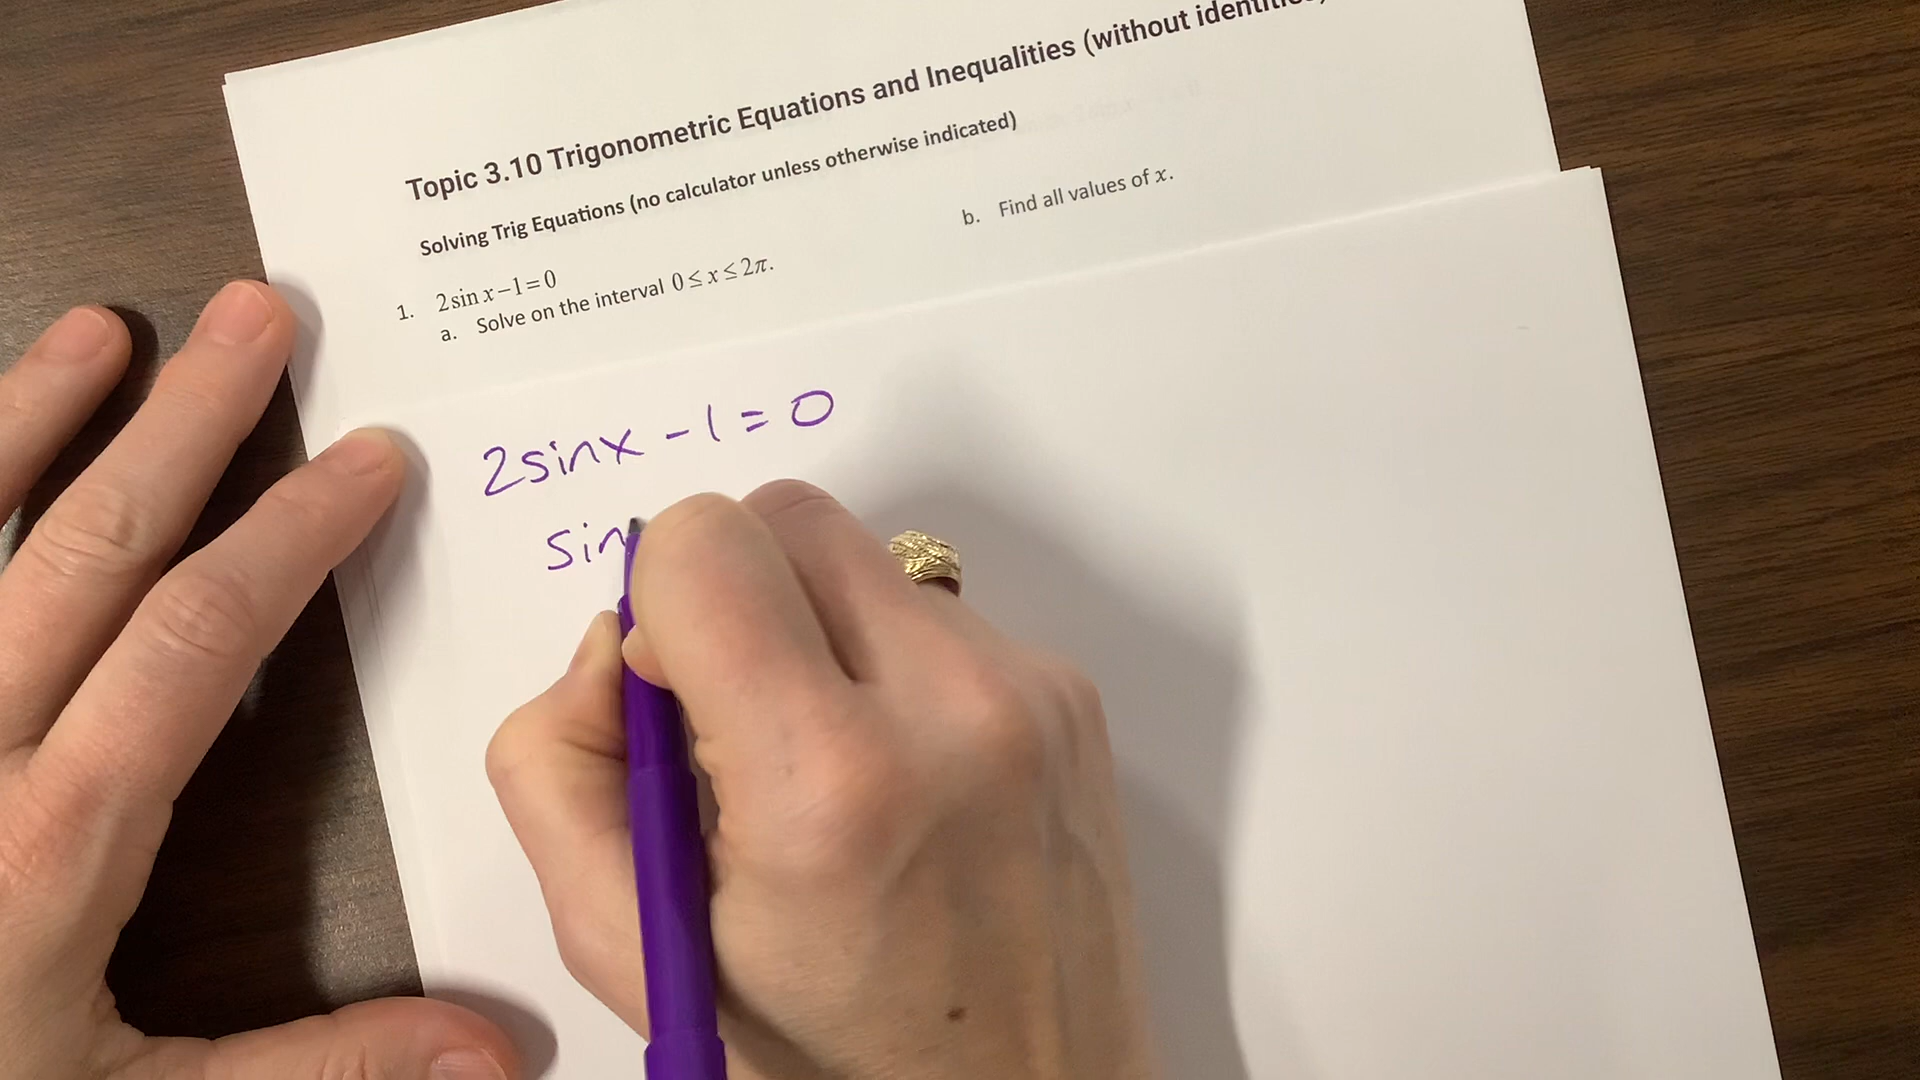 Topic 3.10 Trigonometric Equations and Inequalities (without identities)
Solving Trig Equations (no calculator unless otherwise indicated)
1. 2 sin x − 1 = 0
a. Solve on the interval 0 ≤ x ≤ 2π.
b. Find all values of x.
2sinx - 1 = 0
sin